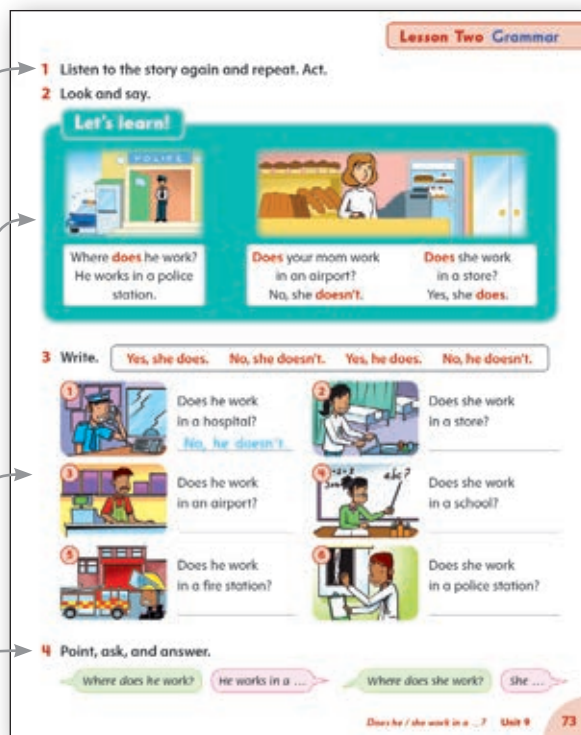 Lesson Two Grammar
1 Listen to the story again and repeat. Act.
2 Look and say.
Let's learn!
POLICE
Where does he work?
He works in a police
station.
Does your mom work
in an airport?
No, she doesn't.
Does she work
in a store?
Yes, she does.
3 Write.
Yes, she does. No, she doesn't. Yes, he does. No, he doesn't.
1
Does he work
in a hospital?
No, he doesn't.
2
Does she work
in a store?
3
Does he work
in an airport?
4
abc?
Does she work
in a school?
5
Does he work
in a fire station?
6
Does she work
in a police station?
4 Point, ask, and answer.
Where does he work?
He works in a ...
Where does she work?
She ...
Does he / she work in a ...? Unit 9 73